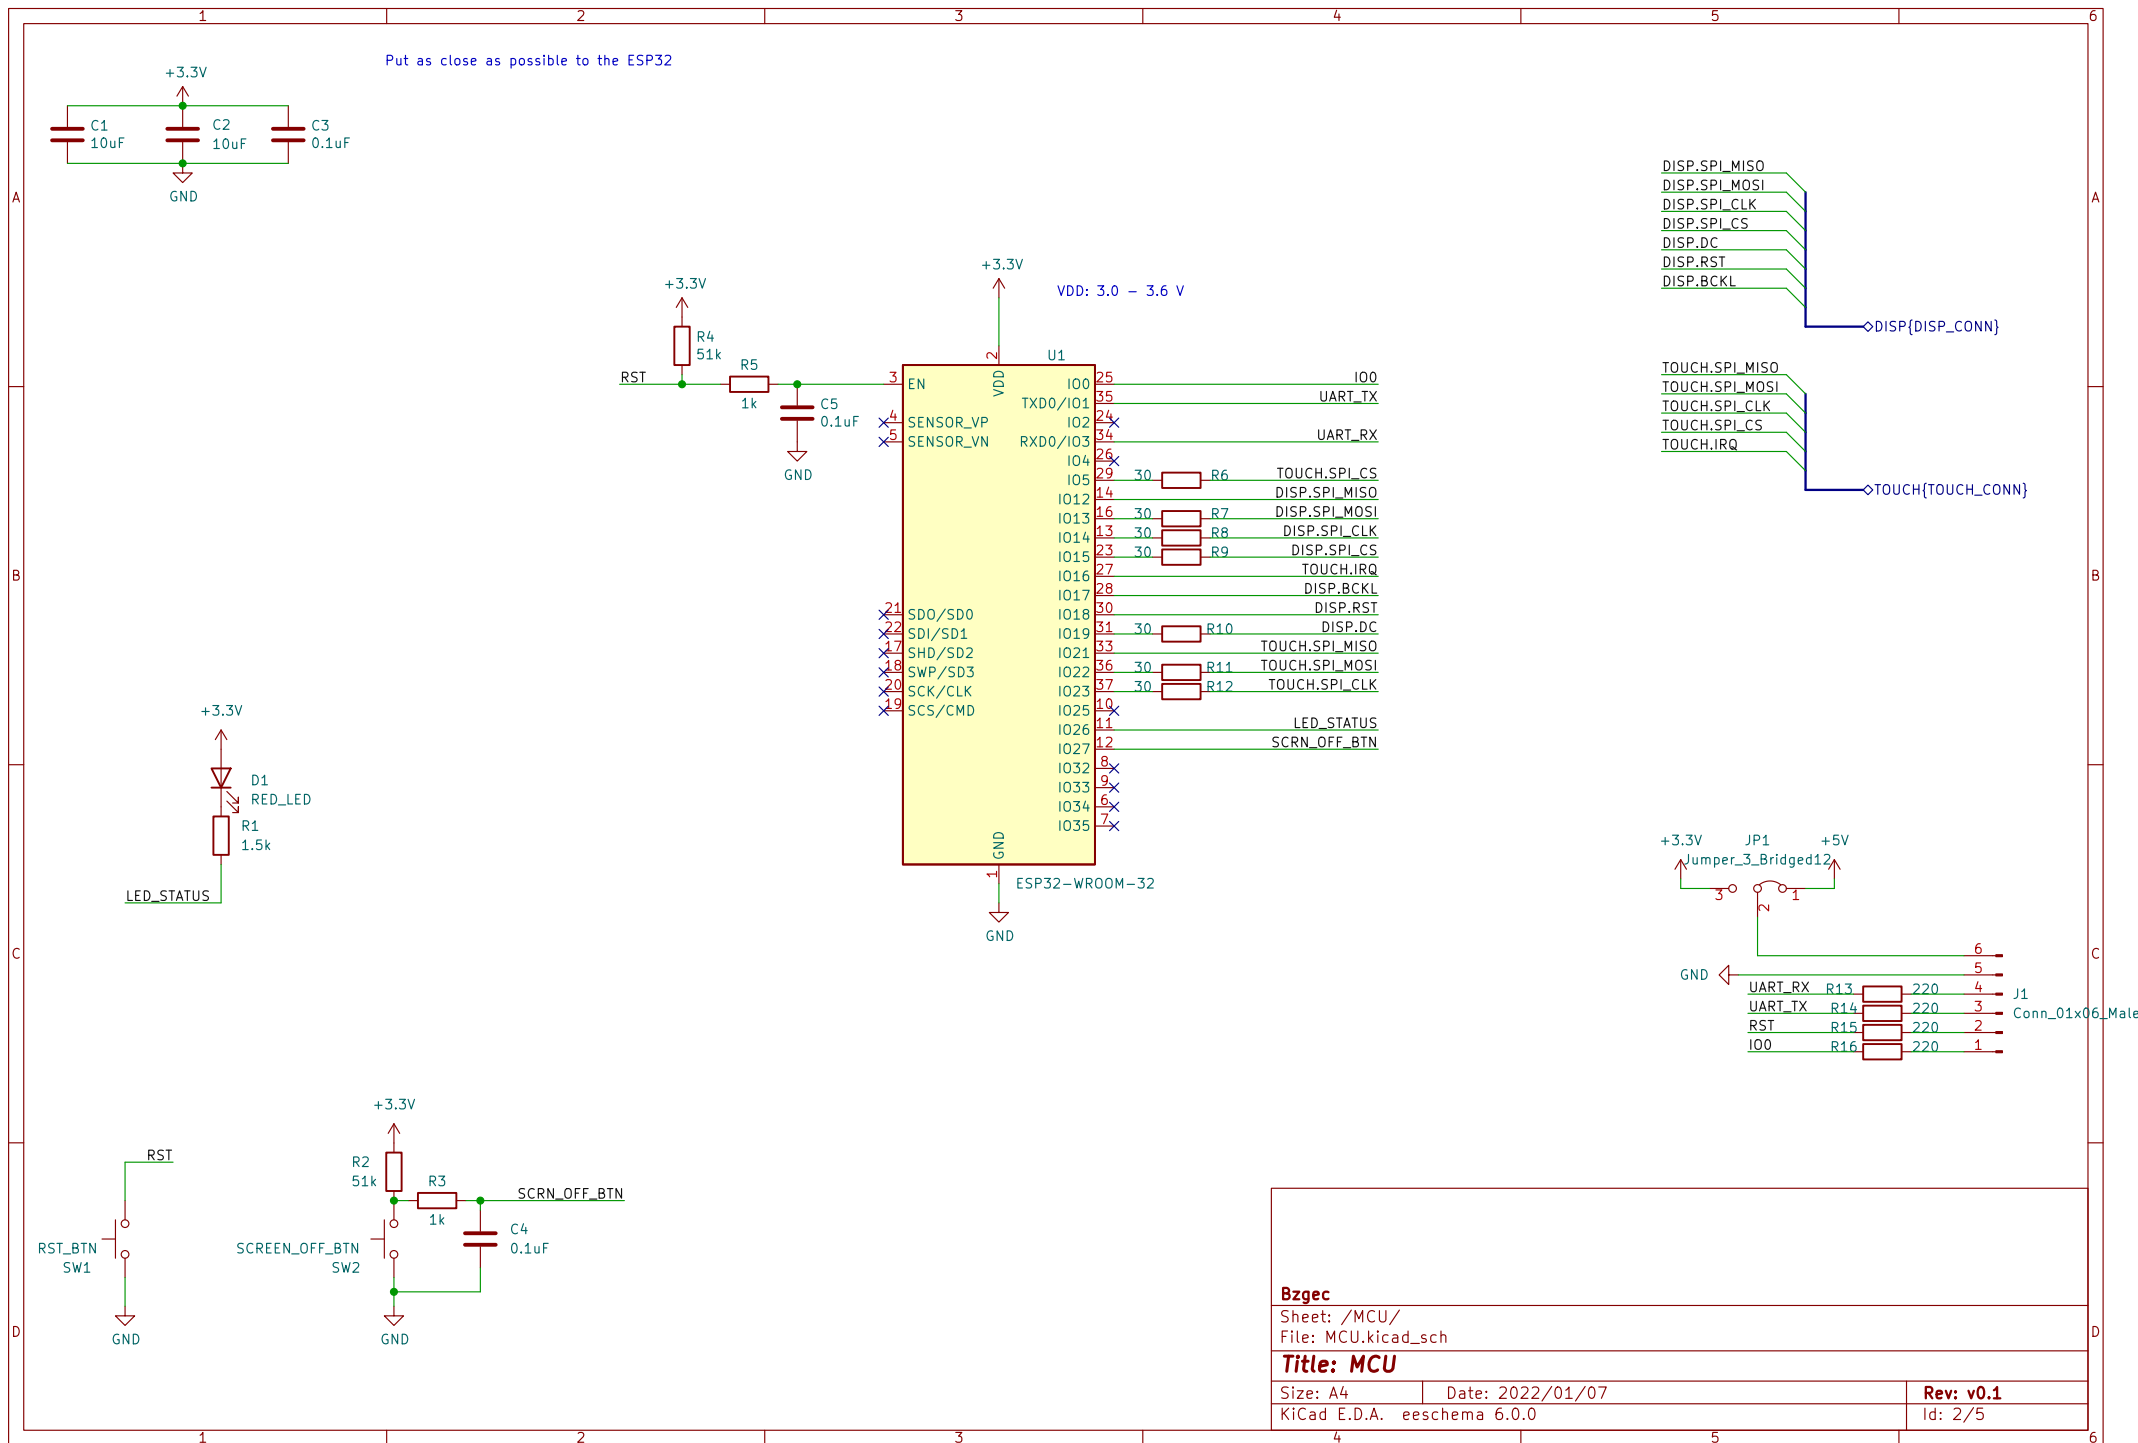 1 2 3 4 5 6
Put as close as possible to the ESP32
+3.3V
C1
10uF
C2
10uF
C3
0.1uF
GND
A
A
DISP.SPI_MISO
DISP.SPI_MOSI
DISP.SPI_CLK
DISP.SPI_CS
DISP.DC
DISP.RST
DISP.BCKL
DISP{DISP_CONN}
TOUCH.SPI_MISO
TOUCH.SPI_MOSI
TOUCH.SPI_CLK
TOUCH.SPI_CS
TOUCH.IRQ
TOUCH{TOUCH_CONN}
+3.3V
VDD: 3.0 - 3.6 V
+3.3V
R4
51k
RST
R5
1k
C5
0.1uF
GND
U1
2
VDD
3 EN
4 SENSOR_VP
5 SENSOR_VN
21 SDO/SD0
22 SDI/SD1
17 SHD/SD2
18 SWP/SD3
20 SCK/CLK
19 SCS/CMD
IO0 25 IO0
TXD0/IO1 35 UART_TX
IO2 24
RXD0/IO3 34 UART_RX
IO4 26
IO5 29 30 R6 TOUCH.SPI_CS
IO12 14 DISP.SPI_MISO
IO13 16 30 R7 DISP.SPI_MOSI
IO14 13 30 R8 DISP.SPI_CLK
IO15 23 30 R9 DISP.SPI_CS
IO16 27 TOUCH.IRQ
IO17 28 DISP.BCKL
IO18 30 DISP.RST
IO19 31 30 R10 DISP.DC
IO21 33 TOUCH.SPI_MISO
IO22 36 30 R11 TOUCH.SPI_MOSI
IO23 37 30 R12 TOUCH.SPI_CLK
IO25 10
IO26 11 LED_STATUS
IO27 12 SCRN_OFF_BTN
IO32 8
IO33 9
IO34 6
IO35 7
GND
1
ESP32-WROOM-32
GND
B
B
+3.3V
D1
RED_LED
R1
1.5k
LED_STATUS
+3.3V JP1 +5V
Jumper_3_Bridged12
3 2 1
C
C
6
GND 5
UART_RX R13 220 4
UART_TX R14 220 3
RST R15 220 2
IO0 R16 220 1
J1
Conn_01x06_Male
RST
RST_BTN
SW1
GND
+3.3V
R2
51k
R3
1k
SCRN_OFF_BTN
C4
0.1uF
SCREEN_OFF_BTN
SW2
GND
D
D
Bzgec
Sheet: /MCU/
File: MCU.kicad_sch
Title: MCU
Size: A4 Date: 2022/01/07 Rev: v0.1
KiCad E.D.A. eeschema 6.0.0 Id: 2/5
1 2 3 4 5 6